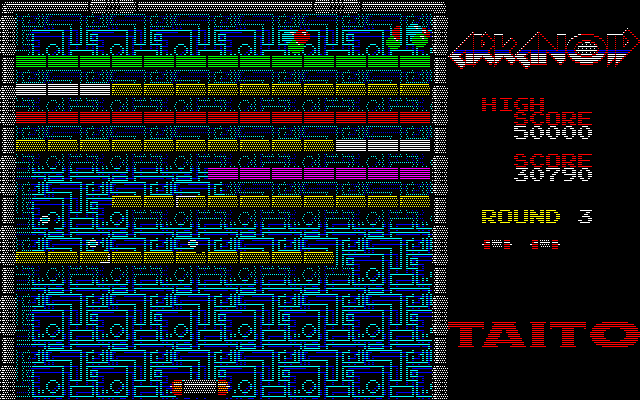 ARKANOID
HIGH
SCORE
50000
SCORE
30790
ROUND 3
TAITO